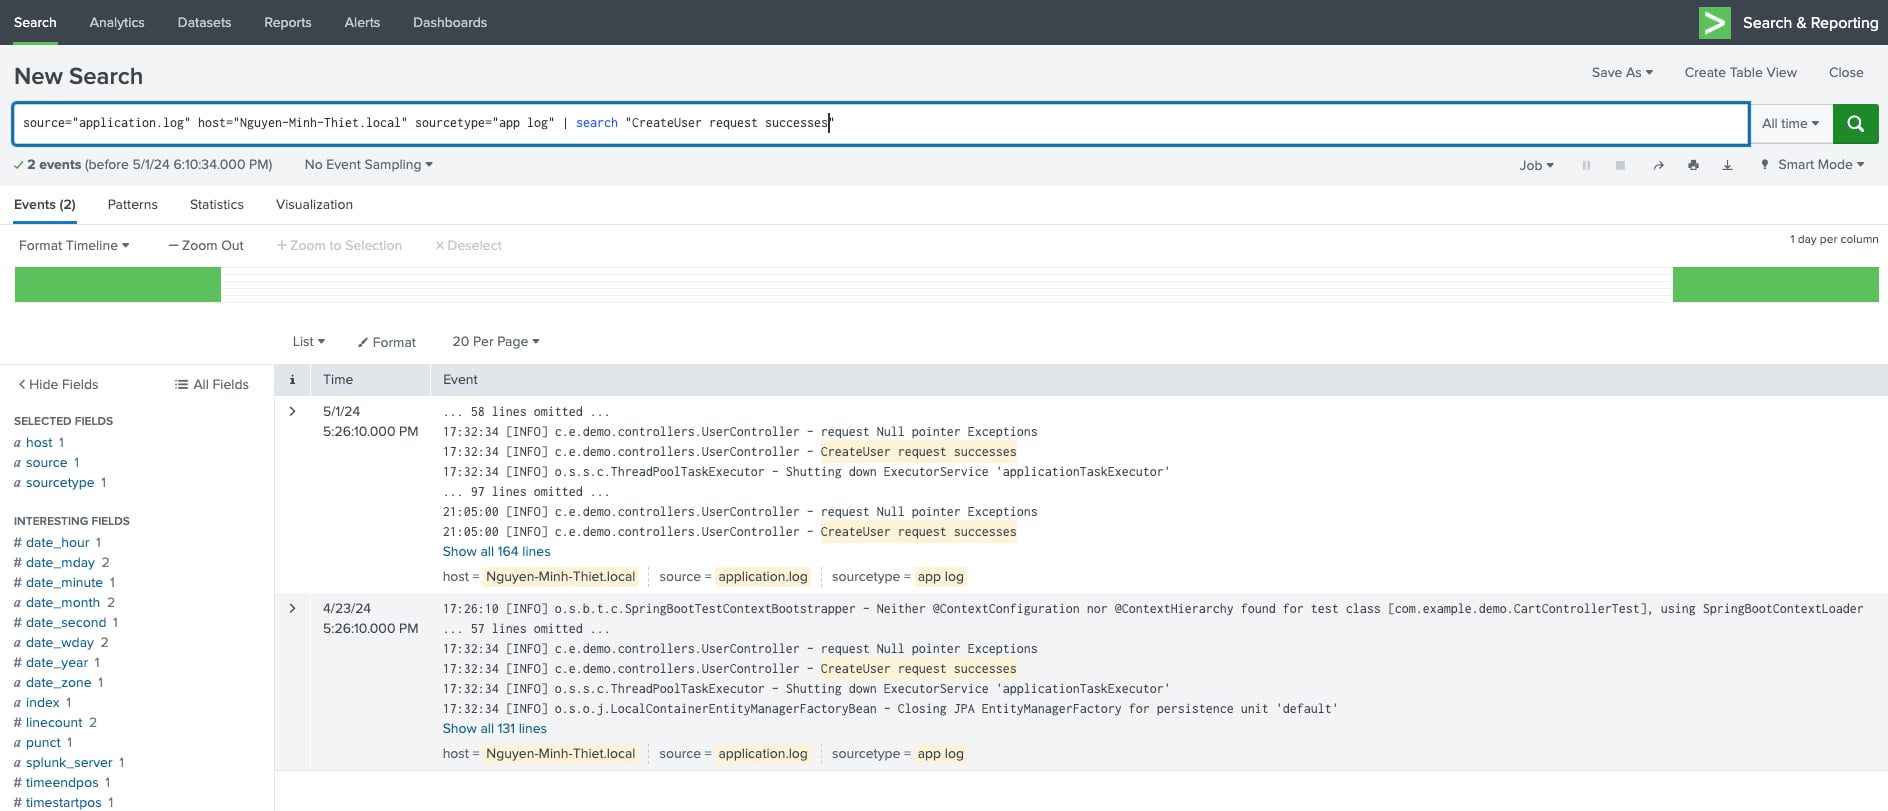 Search Analytics Datasets Reports Alerts Dashboards Search & Reporting
New Search Save As Create Table View Close
source="application.log" host="Nguyen-Minh-Thiet.local" sourcetype="app log" | search "CreateUser request successes" All time
2 events (before 5/1/24 6:10:34.000 PM) No Event Sampling Job Smart Mode
Events (2) Patterns Statistics Visualization
Format Timeline — Zoom Out + Zoom to Selection × Deselect 1 day per column
List Format 20 Per Page
Hide Fields All Fields
SELECTED FIELDS
a host 1
a source 1
a sourcetype 1
INTERESTING FIELDS
# date_hour 1
# date_mday 2
# date_minute 1
a date_month 2
# date_second 1
a date_wday 2
# date_year 1
a date_zone 1
a index 1
# linecount 2
a punct 1
a splunk_server 1
# timeendpos 1
# timestartpos 1
i Time Event
5/1/24
5:26:10.000 PM
... 58 lines omitted ...
17:32:34 [INFO] c.e.demo.controllers.UserController - request Null pointer Exceptions
17:32:34 [INFO] c.e.demo.controllers.UserController - CreateUser request successes
17:32:34 [INFO] o.s.s.c.ThreadPoolTaskExecutor - Shutting down ExecutorService 'applicationTaskExecutor'
... 97 lines omitted ...
21:05:00 [INFO] c.e.demo.controllers.UserController - request Null pointer Exceptions
21:05:00 [INFO] c.e.demo.controllers.UserController - CreateUser request successes
Show all 164 lines
host = Nguyen-Minh-Thiet.local source = application.log sourcetype = app log
4/23/24
5:26:10.000 PM
17:26:10 [INFO] o.s.b.t.c.SpringBootTestContextBootstrapper - Neither @ContextConfiguration nor @ContextHierarchy found for test class [com.example.demo.CartControllerTest], using SpringBootContextLoader
... 57 lines omitted ...
17:32:34 [INFO] c.e.demo.controllers.UserController - request Null pointer Exceptions
17:32:34 [INFO] c.e.demo.controllers.UserController - CreateUser request successes
17:32:34 [INFO] o.s.s.c.ThreadPoolTaskExecutor - Shutting down ExecutorService 'applicationTaskExecutor'
17:32:34 [INFO] o.s.o.j.LocalContainerEntityManagerFactoryBean - Closing JPA EntityManagerFactory for persistence unit 'default'
Show all 131 lines
host = Nguyen-Minh-Thiet.local source = application.log sourcetype = app log